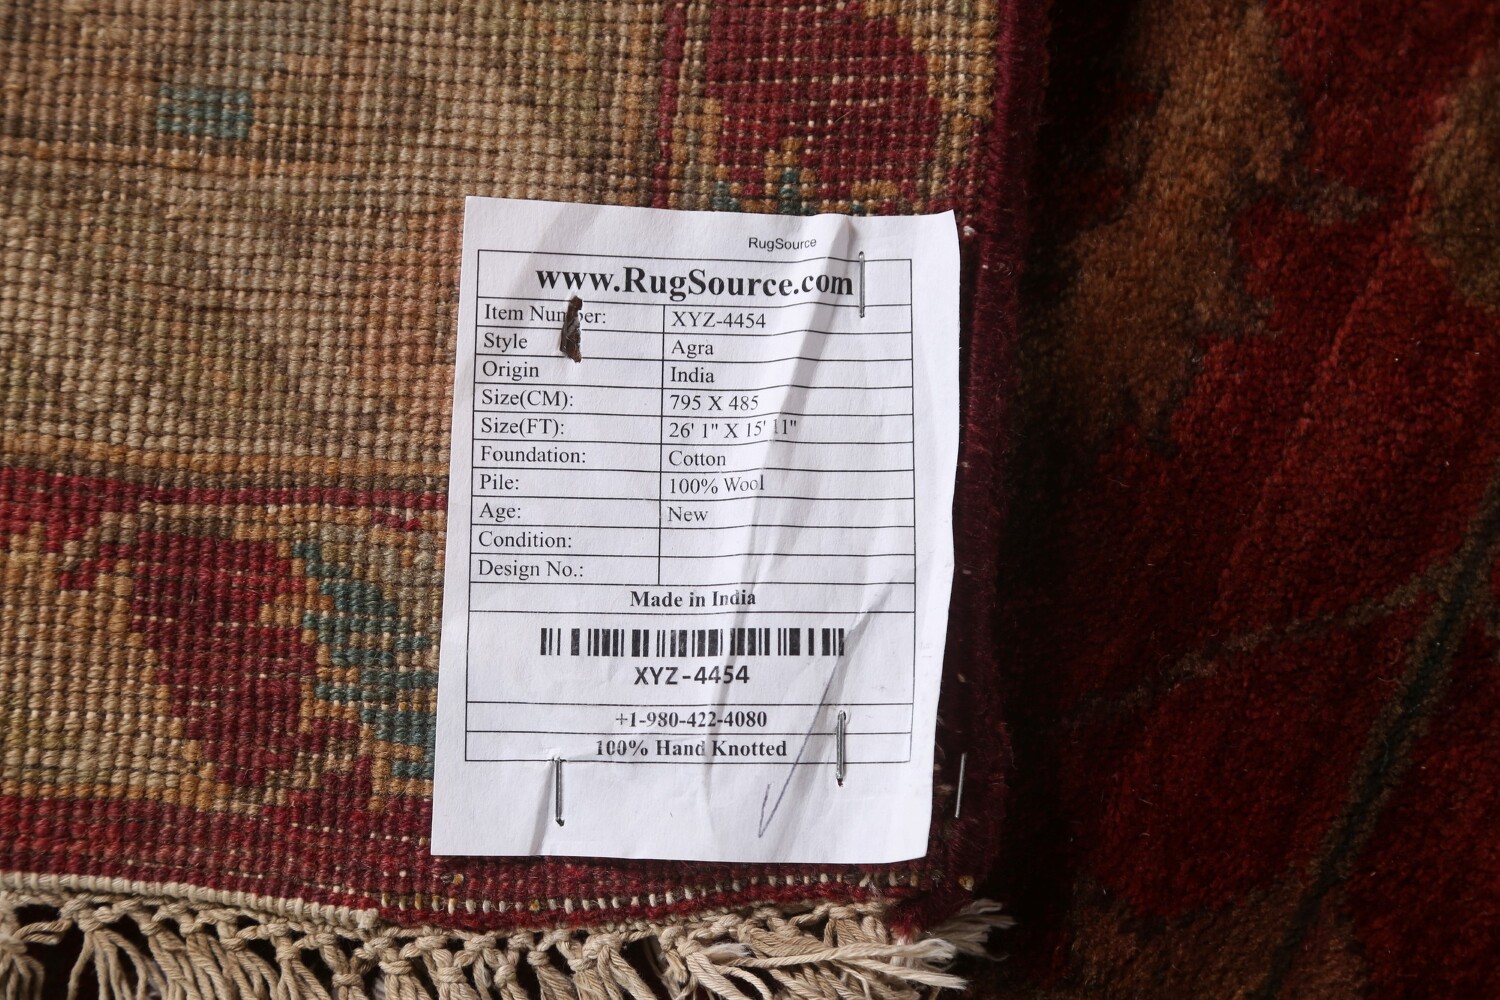 RugSource
www.RugSource.com
Item Number: XYZ-4454
Style Agra
Origin India
Size(CM): 795 X 485
Size(FT): 26' 1" X 15' 11"
Foundation: Cotton
Pile: 100% Wool
Age: New
Condition:
Design No.:
Made in India
XYZ-4454
+1-980-422-4080
100% Hand Knotted